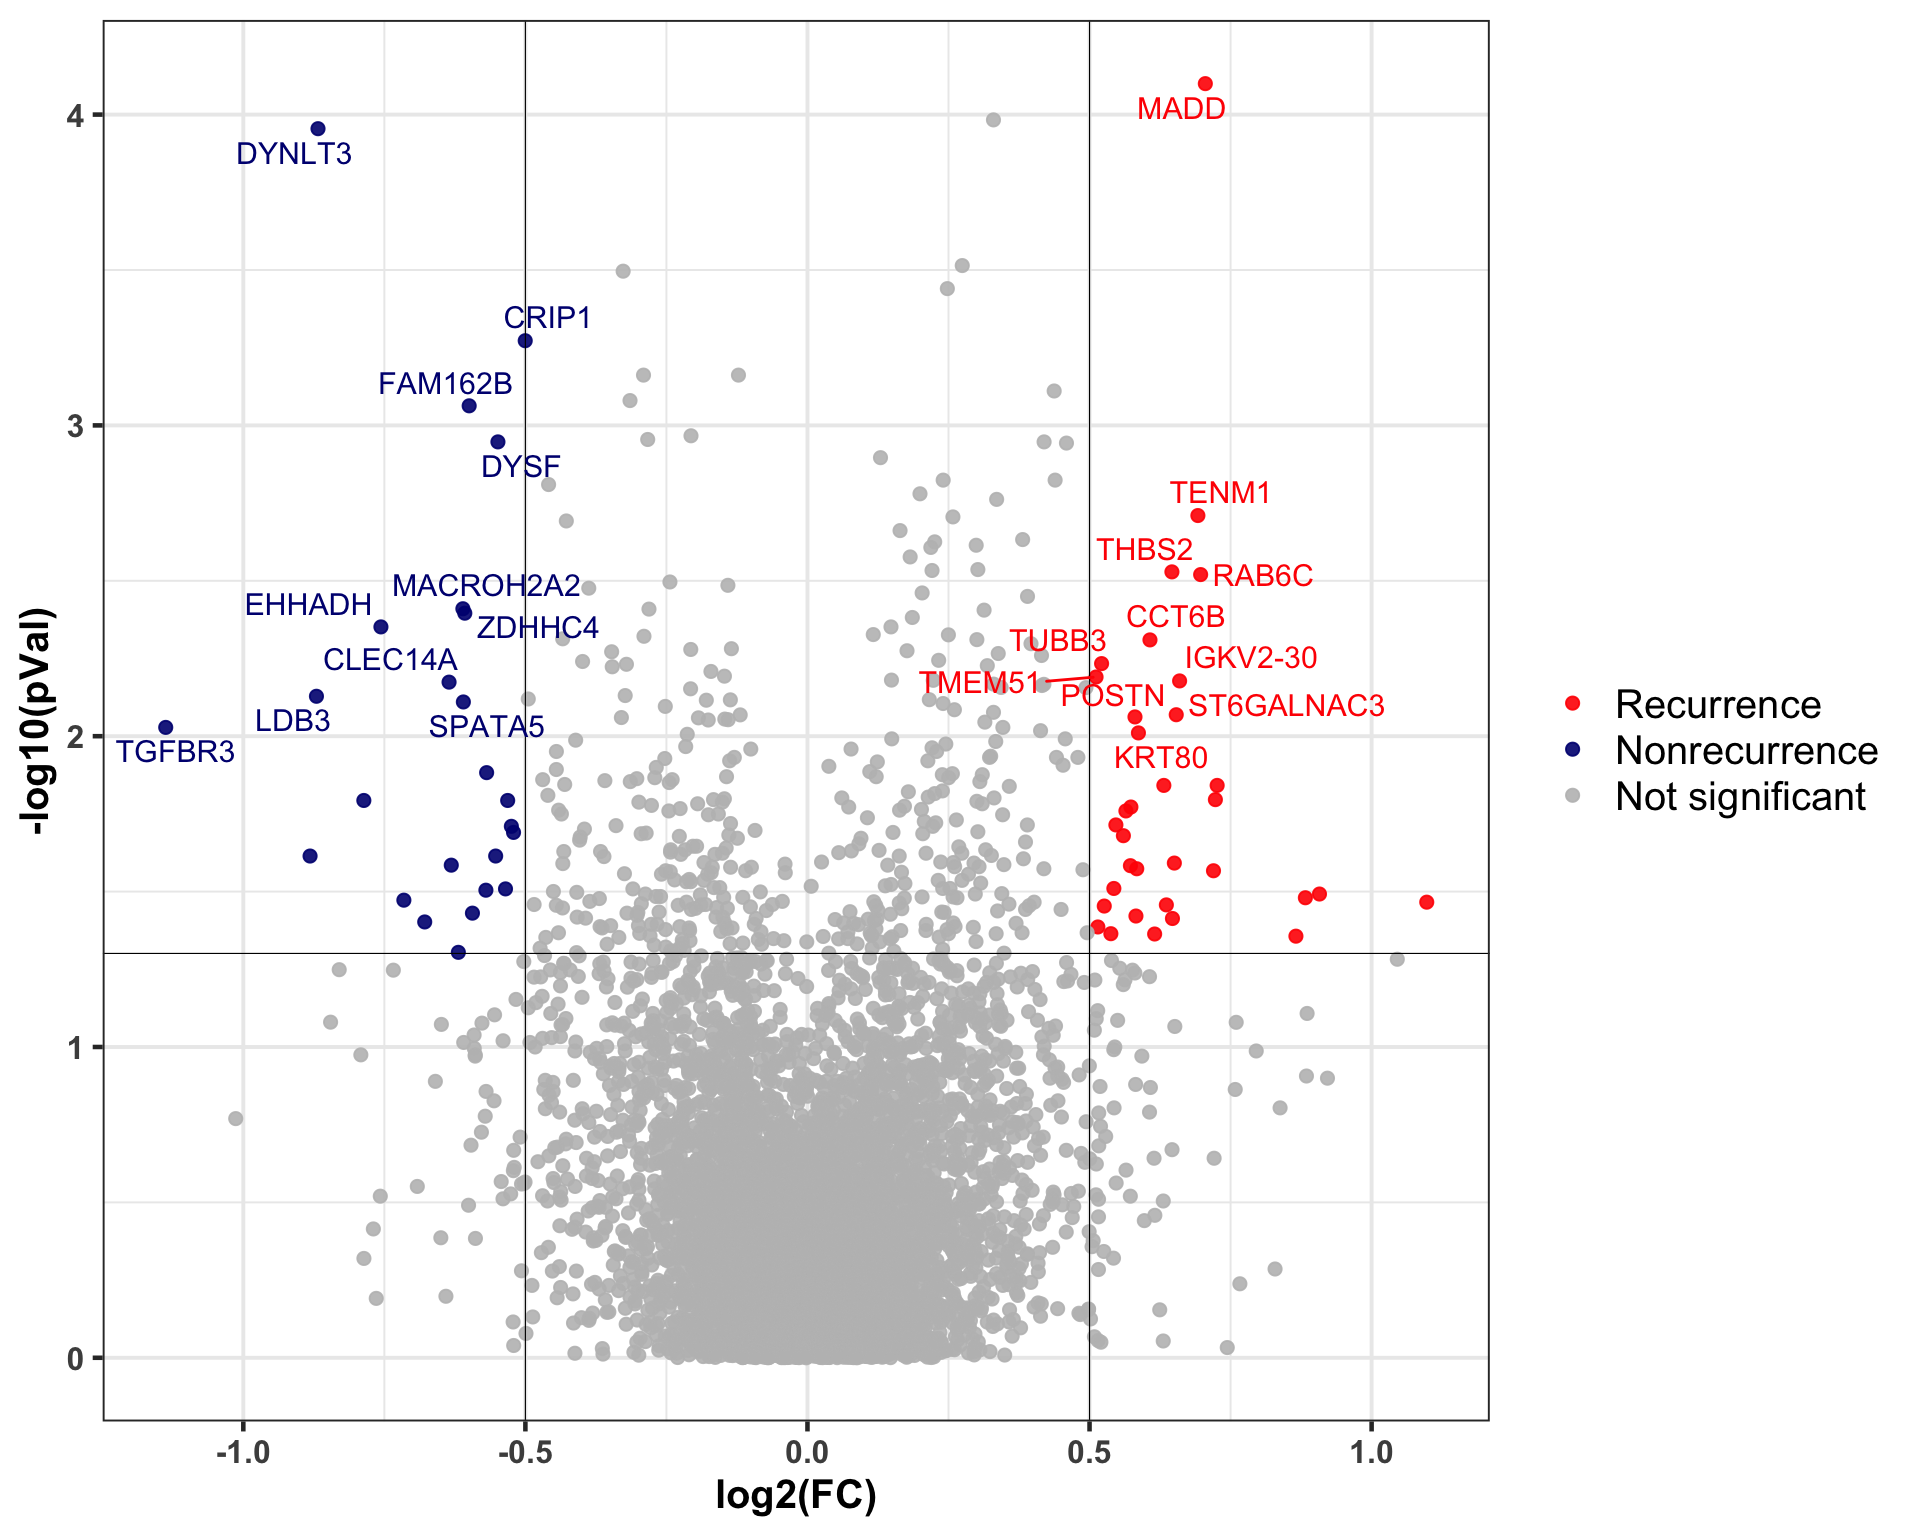 4
3
2
1
0
-log10(pVal)
MADD
DYNLT3
CRIP1
FAM162B
DYSF
TENM1
THBS2
RAB6C
MACROH2A2
EHHADH
ZDHHC4
CCT6B
TUBB3
CLEC14A
IGKV2-30
TMEM51
POSTN
ST6GALNAC3
LDB3
SPATA5
TGFBR3
KRT80
Recurrence
Nonrecurrence
Not significant
-1.0
-0.5
0.0
0.5
1.0
log2(FC)